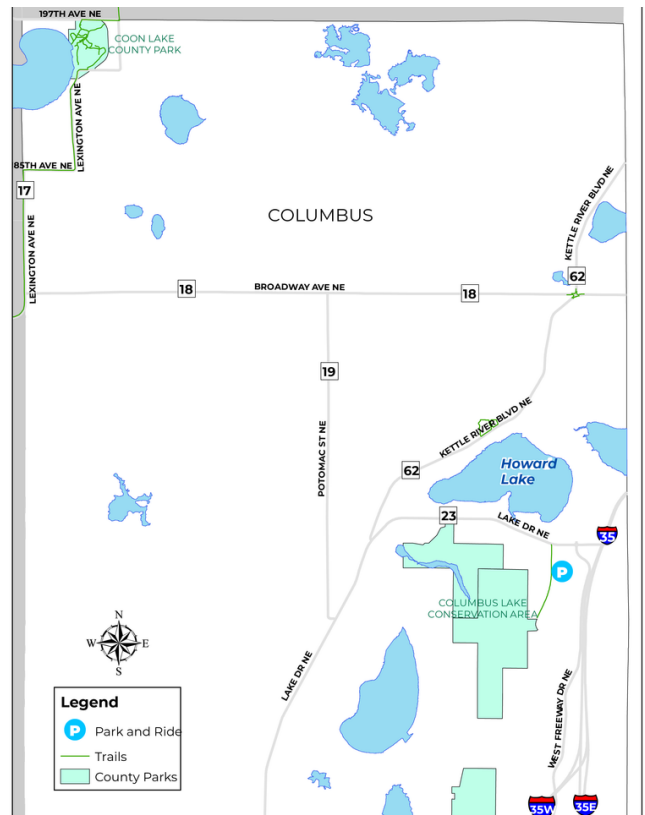 197TH AVE NE
COON LAKE
COUNTY PARK
LEXINGTON AVE NE
85TH AVE NE
17
LEXINGTON AVE NE
COLUMBUS
KETTLE RIVER BLVD NE
62
18
BROADWAY AVE NE
18
19
POTOMAC ST NE
KETTLE RIVER BLVD NE
62
Howard
Lake
23
LAKE DR NE
35
P
COLUMBUS LAKE
CONSERVATION AREA
N
W
E
S
LAKE DR NE
WEST FREEWAY DR NE
Legend
P Park and Ride
Trails
County Parks
35W
35E